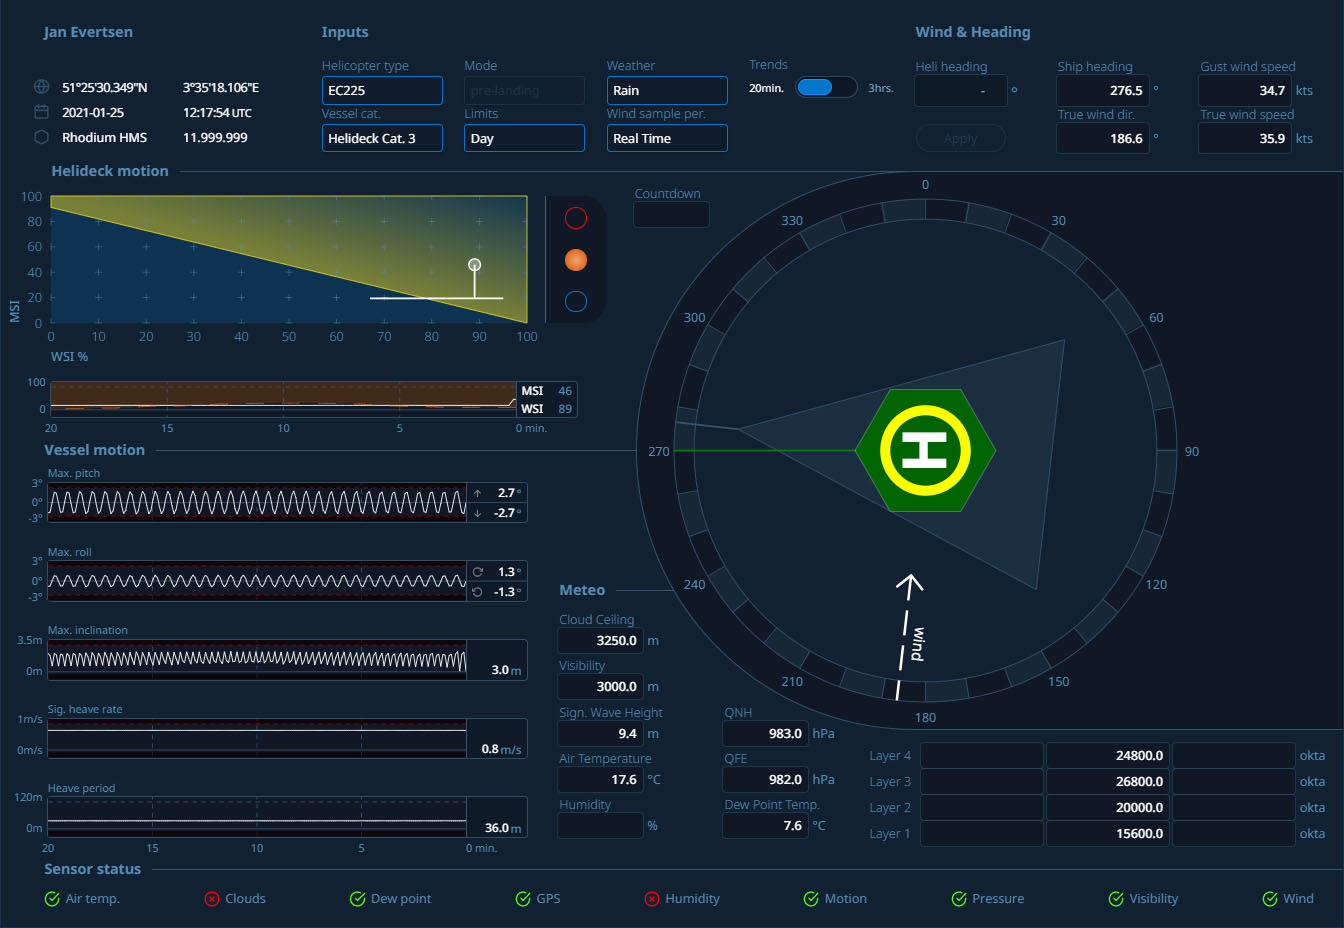 Jan Evertsen
51°25'30.349"N 3°35'18.106"E
2021-01-25 12:17:54 UTC
Rhodium HMS 11.999.999
Inputs
Helicopter type Mode Weather Trends
EC225 pre-landing Rain 20min. 3hrs.
Vessel cat. Limits Wind sample per.
Helideck Cat. 3 Day Real Time
Wind & Heading
Heli heading Ship heading Gust wind speed
- ° 276.5 ° 34.7 kts
True wind dir. True wind speed
Apply 186.6 ° 35.9 kts
Helideck motion
100
80
60
40
20
0
MSI
0 10 20 30 40 50 60 70 80 90 100
WSI %
100
0
MSI 46
WSI 89
20 15 10 5 0 min.
Countdown
0
30
60
90
120
150
180
210
240
270
300
330
H
wind
Vessel motion
Max. pitch
3°
0°
-3°
2.7°
-2.7°
Max. roll
3°
0°
-3°
1.3°
-1.3°
Max. inclination
3.5m
0m
3.0 m
Sig. heave rate
1m/s
0m/s
0.8 m/s
Heave period
120m
0m
36.0 m
20 15 10 5 0 min.
Meteo
Cloud Ceiling
3250.0 m
Visibility
3000.0 m
Sign. Wave Height QNH
9.4 m 983.0 hPa
Air Temperature QFE
17.6 °C 982.0 hPa
Humidity Dew Point Temp.
% 7.6 °C
Layer 4 24800.0 okta
Layer 3 26800.0 okta
Layer 2 20000.0 okta
Layer 1 15600.0 okta
Sensor status
Air temp. Clouds Dew point GPS Humidity Motion Pressure Visibility Wind